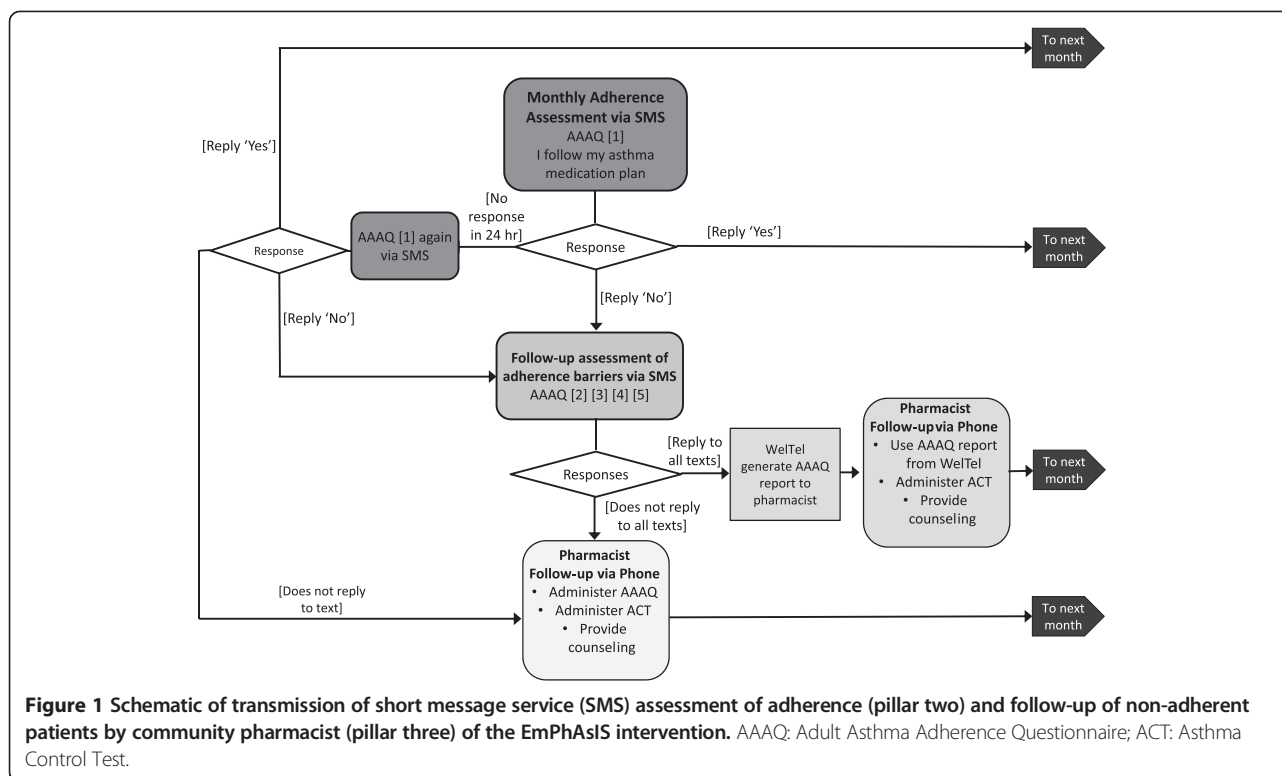 To next
month
Monthly Adherence
Assessment via SMS
AAAQ [1]
I follow my asthma
medication plan
[Reply ‘Yes’]
[No
response
in 24 hr]
Response
AAAQ [1] again
via SMS
Response
[Reply ‘Yes’]
To next
month
[Reply ‘No’]
[Reply ‘No’]
Follow-up assessment of
adherence barriers via SMS
AAAQ [2] [3] [4] [5]
Responses
[Reply to
all texts]
WelTel
generate AAAQ
report to
pharmacist
Pharmacist
Follow-up via Phone
• Use AAAQ report
from WelTel
• Administer ACT
• Provide
counseling
To next
month
[Does not reply
to all texts]
Pharmacist
Follow-up via Phone
• Administer AAAQ
• Administer ACT
• Provide
counseling
[Does not reply
to text]
To next
month
Figure 1 Schematic of transmission of short message service (SMS) assessment of adherence (pillar two) and follow-up of non-adherent
patients by community pharmacist (pillar three) of the EmPhAsIS intervention. AAAQ: Adult Asthma Adherence Questionnaire; ACT: Asthma
Control Test.